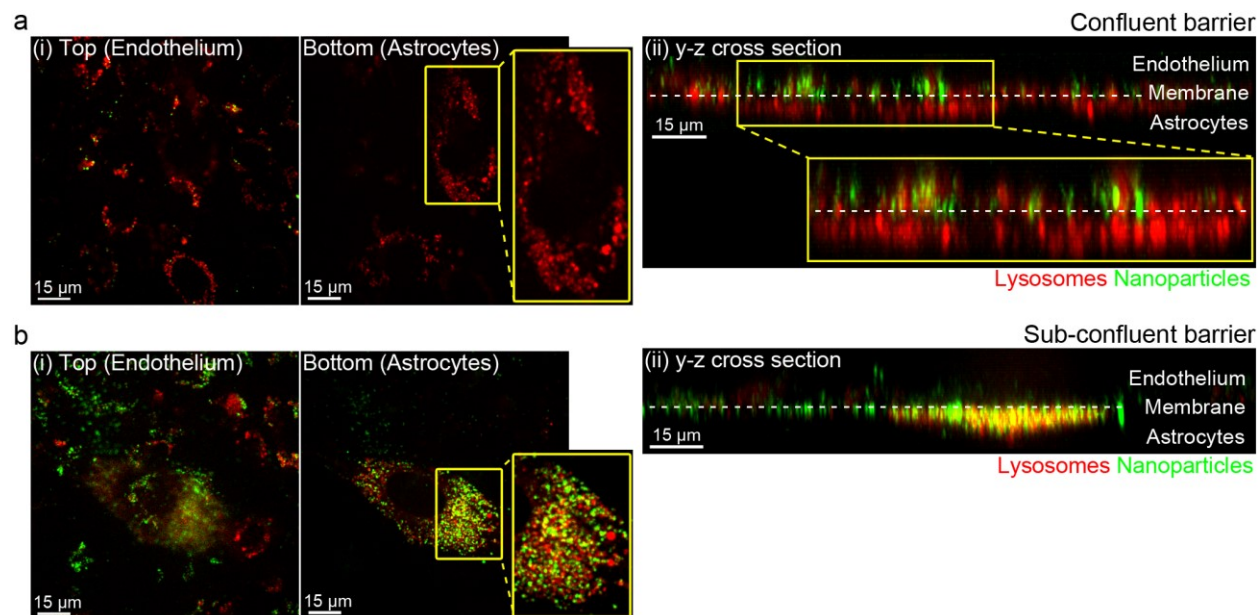 a
Confluent barrier
(i) Top (Endothelium)
Bottom (Astrocytes)
(ii) y-z cross section
Endothelium
Membrane
Astrocytes
15 µm
15 µm
15 µm
Lysosomes Nanoparticles
b
Sub-confluent barrier
(i) Top (Endothelium)
Bottom (Astrocytes)
(ii) y-z cross section
Endothelium
Membrane
Astrocytes
15 µm
Lysosomes Nanoparticles
15 µm
15 µm